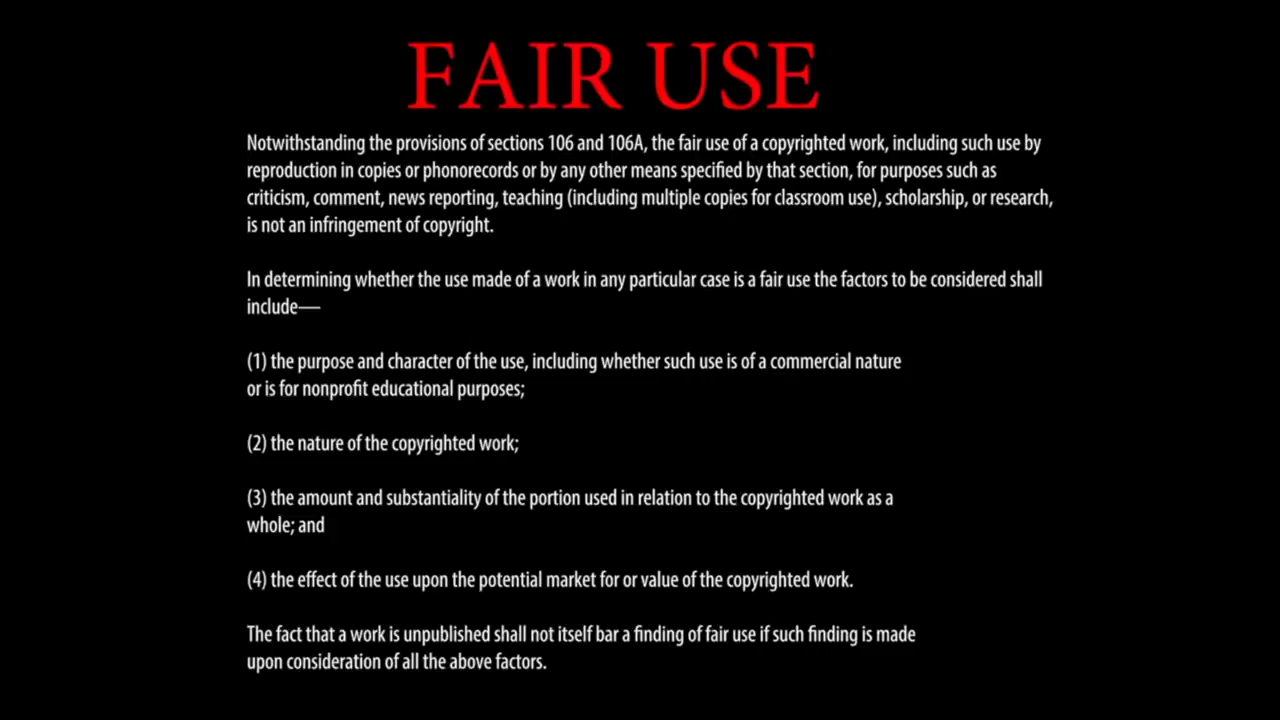 FAIR USE
Notwithstanding the provisions of sections 106 and 106A, the fair use of a copyrighted work, including such use by
reproduction in copies or phonorecords or by any other means specified by that section, for purposes such as
criticism, comment, news reporting, teaching (including multiple copies for classroom use), scholarship, or research,
is not an infringement of copyright.
In determining whether the use made of a work in any particular case is a fair use the factors to be considered shall
include—
(1) the purpose and character of the use, including whether such use is of a commercial nature
or is for nonprofit educational purposes;
(2) the nature of the copyrighted work;
(3) the amount and substantiality of the portion used in relation to the copyrighted work as a
whole; and
(4) the effect of the use upon the potential market for or value of the copyrighted work.
The fact that a work is unpublished shall not itself bar a finding of fair use if such finding is made
upon consideration of all the above factors.